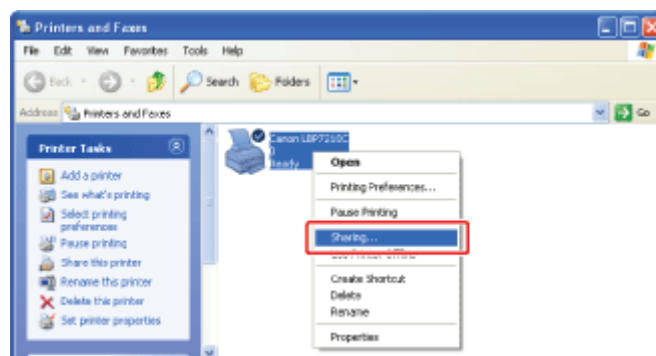 Printers and Faxes
File Edit View Favorites Tools Help
Back Search Folders
Address Printers and Faxes Go
Printer Tasks
Add a printer
See what's printing
Select printing
preferences
Pause printing
Share this printer
Rename this printer
Delete this printer
Set printer properties
Canon LBP7210C
0
Ready
Open
Printing Preferences...
Pause Printing
Sharing...
Create Shortcut
Delete
Rename
Properties